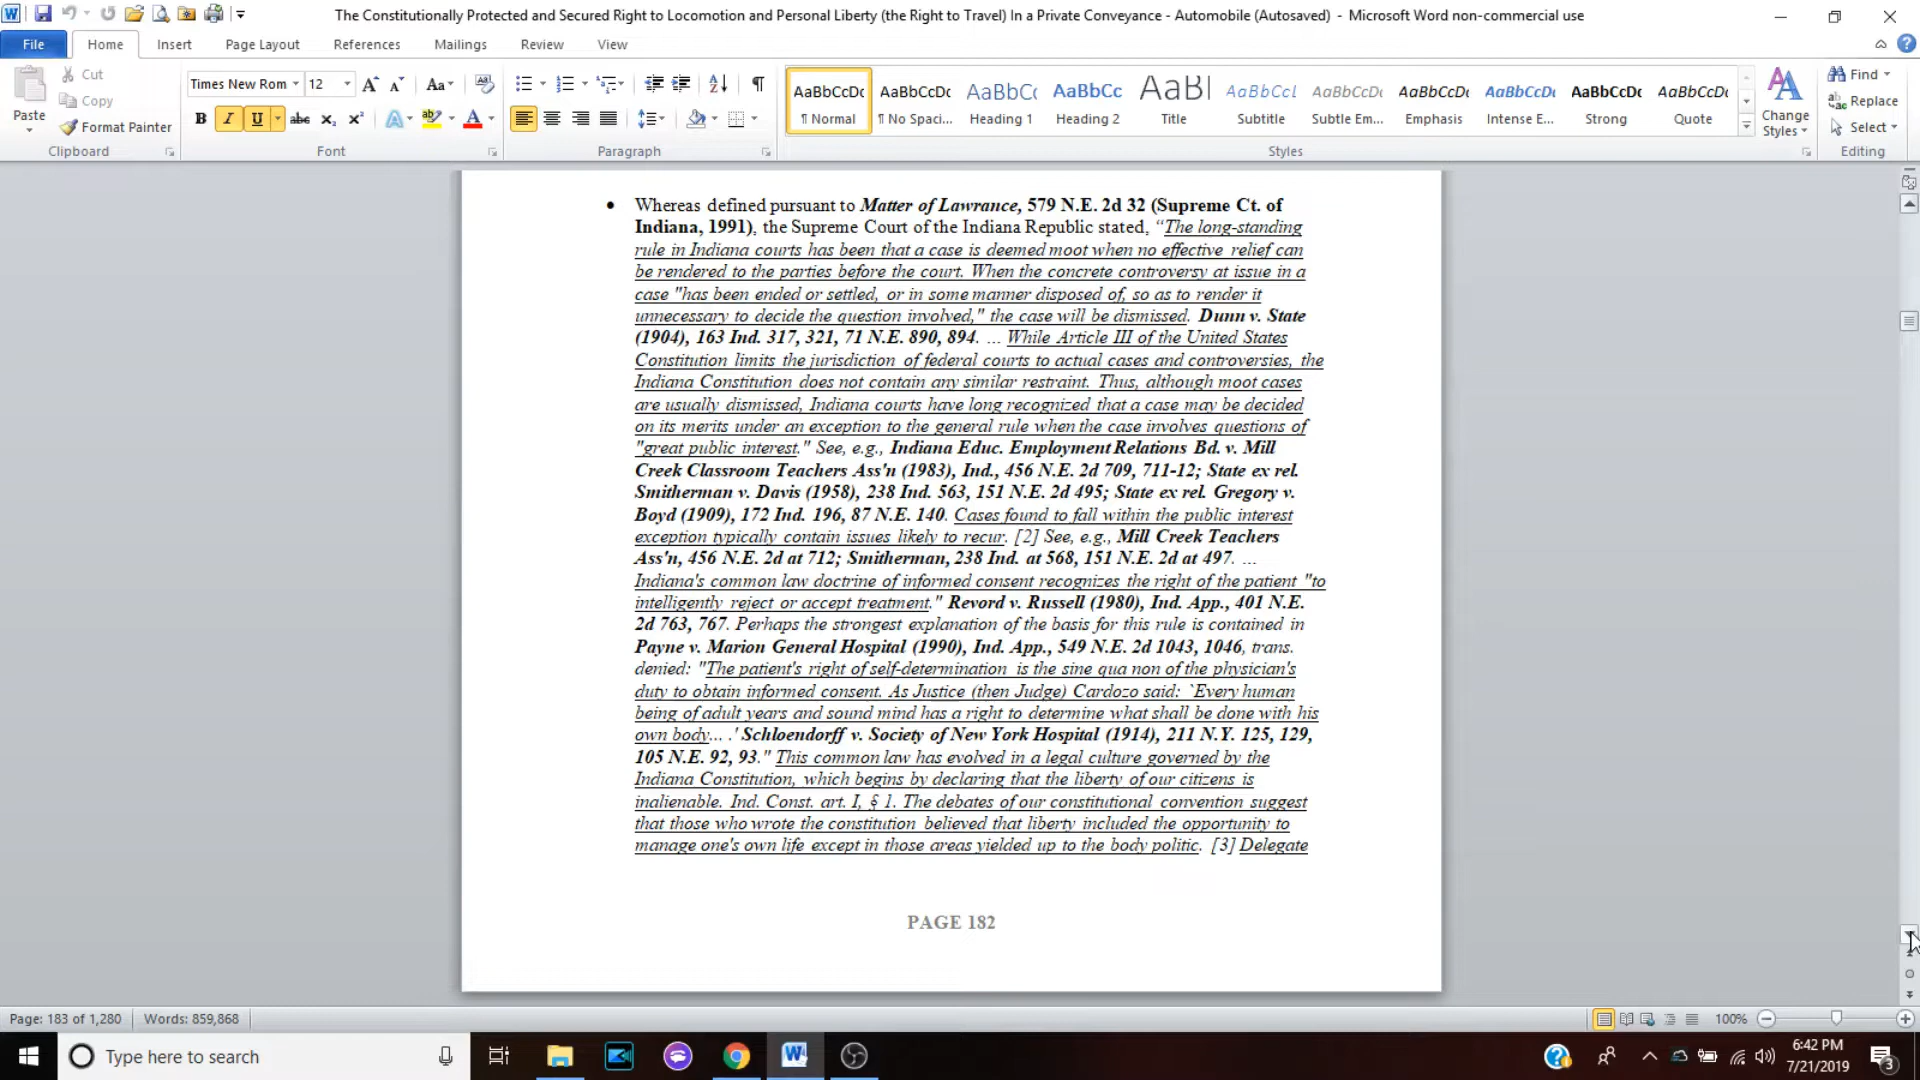 The Constitutionally Protected and Secured Right to Locomotion and Personal Liberty (the Right to Travel) In a Private Conveyance - Automobile (Autosaved) - Microsoft Word non-commercial use
File Home Insert Page Layout References Mailings Review View
Paste
Cut
Copy
Format Painter
Clipboard
Times New Rom 12
Aa
B I U abc x₂ x² A A
Font
Paragraph
AaBbCcDc AaBbCcDc AaBbCc AaBbCc AaBl AaBbCcL AaBbCcDc AaBbCcDc AaBbCcDc AaBbCcDc AaBbCcDc
¶ Normal ¶ No Spaci... Heading 1 Heading 2 Title Subtitle Subtle Em... Emphasis Intense E... Strong Quote
Styles
Change Styles
Find
Replace
Select
Editing
• Whereas defined pursuant to Matter of Lawrance, 579 N.E. 2d 32 (Supreme Ct. of
Indiana, 1991), the Supreme Court of the Indiana Republic stated, “The long-standing
rule in Indiana courts has been that a case is deemed moot when no effective relief can
be rendered to the parties before the court. When the concrete controversy at issue in a
case "has been ended or settled, or in some manner disposed of, so as to render it
unnecessary to decide the question involved," the case will be dismissed. Dunn v. State
(1904), 163 Ind. 317, 321, 71 N.E. 890, 894. … While Article III of the United States
Constitution limits the jurisdiction of federal courts to actual cases and controversies, the
Indiana Constitution does not contain any similar restraint. Thus, although moot cases
are usually dismissed, Indiana courts have long recognized that a case may be decided
on its merits under an exception to the general rule when the case involves questions of
"great public interest." See, e.g., Indiana Educ. Employment Relations Bd. v. Mill
Creek Classroom Teachers Ass'n (1983), Ind., 456 N.E. 2d 709, 711-12; State ex rel.
Smitherman v. Davis (1958), 238 Ind. 563, 151 N.E. 2d 495; State ex rel. Gregory v.
Boyd (1909), 172 Ind. 196, 87 N.E. 140. Cases found to fall within the public interest
exception typically contain issues likely to recur. [2] See, e.g., Mill Creek Teachers
Ass'n, 456 N.E. 2d at 712; Smitherman, 238 Ind. at 568, 151 N.E. 2d at 497. …
Indiana's common law doctrine of informed consent recognizes the right of the patient "to
intelligently reject or accept treatment." Revord v. Russell (1980), Ind. App., 401 N.E.
2d 763, 767. Perhaps the strongest explanation of the basis for this rule is contained in
Payne v. Marion General Hospital (1990), Ind. App., 549 N.E. 2d 1043, 1046, trans.
denied: "The patient's right of self-determination is the sine qua non of the physician's
duty to obtain informed consent. As Justice (then Judge) Cardozo said: `Every human
being of adult years and sound mind has a right to determine what shall be done with his
own body... .' Schloendorff v. Society of New York Hospital (1914), 211 N.Y. 125, 129,
105 N.E. 92, 93." This common law has evolved in a legal culture governed by the
Indiana Constitution, which begins by declaring that the liberty of our citizens is
inalienable. Ind. Const. art. I, § 1. The debates of our constitutional convention suggest
that those who wrote the constitution believed that liberty included the opportunity to
manage one's own life except in those areas yielded up to the body politic. [3] Delegate
PAGE 182
Page: 183 of 1,280 Words: 859,868 100%
Type here to search
6:42 PM
7/21/2019
3